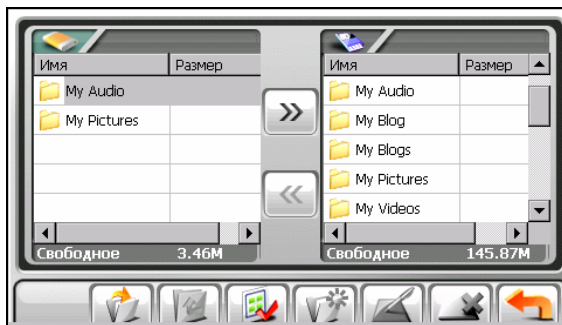 Имя Размер
My Audio
My Pictures
Свободное 3.46M
Имя Размер
My Audio
My Blog
My Blogs
My Pictures
My Videos
Свободное 145.87M